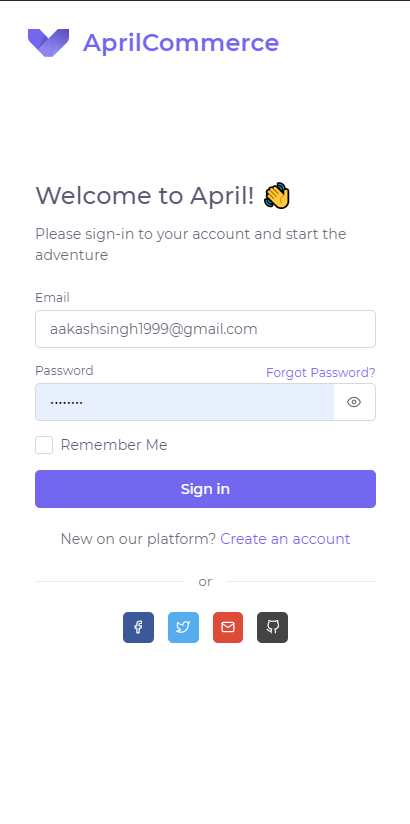 AprilCommerce
Welcome to April! 👋
Please sign-in to your account and start the
adventure
Email
aakashsingh1999@gmail.com
Password
Forgot Password?
••••••••
Remember Me
Sign in
New on our platform? Create an account
or